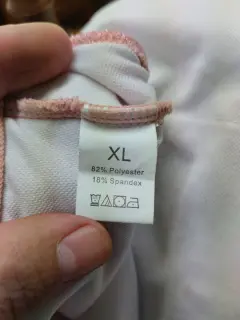 XL
82% Polyester
18% Spandex